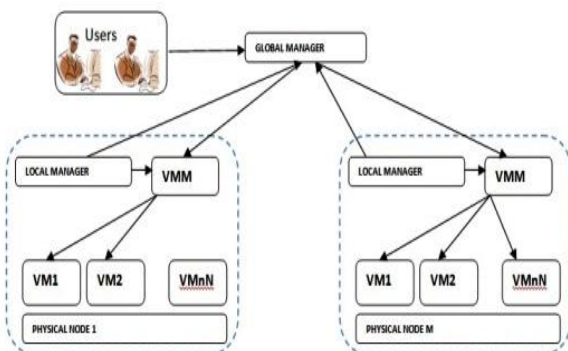 Users
GLOBAL MANAGER
LOCAL MANAGER
VMM
VM1
VM2
VMnN
PHYSICAL NODE 1
LOCAL MANAGER
VMM
VM1
VM2
VMnN
PHYSICAL NODE M